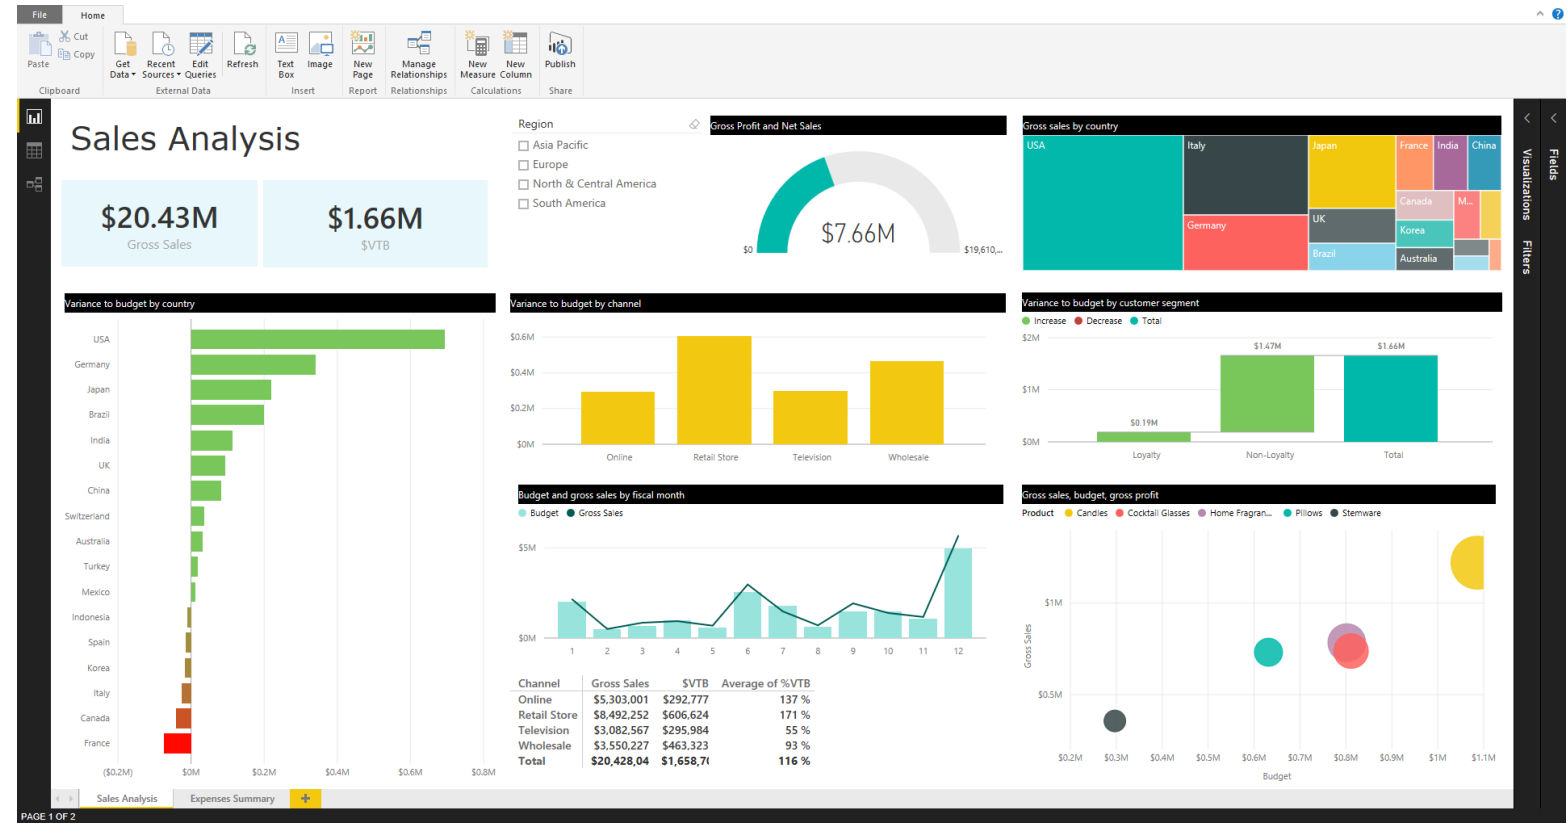 File Home
Paste
Cut
Copy
Get Data
Recent Sources
Edit Queries
Refresh
Text Box
Image
New Page
Manage Relationships
New Measure
New Column
Publish
Clipboard
External Data
Insert
Report
Relationships
Calculations
Share
Sales Analysis
$20.43M
Gross Sales
$1.66M
$VTB
Region
Asia Pacific
Europe
North & Central America
South America
Gross Profit and Net Sales
$7.66M
$0
$19,610,...
Gross sales by country
USA
Italy
Germany
Japan
UK
Brazil
France
India
China
Canada
M...
Korea
Australia
Visualizations
Filters
Fields
Variance to budget by country
USA
Germany
Japan
Brazil
India
UK
China
Switzerland
Australia
Turkey
Mexico
Indonesia
Spain
Korea
Italy
Canada
France
($0.2M) $0M $0.2M $0.4M $0.6M $0.8M
Variance to budget by channel
$0.6M
$0.4M
$0.2M
$0M
Online Retail Store Television Wholesale
Variance to budget by customer segment
Increase Decrease Total
$2M
$1M
$0M
$0.19M
$1.47M
$1.66M
Loyalty Non-Loyalty Total
Budget and gross sales by fiscal month
Budget Gross Sales
$5M
$0M
1 2 3 4 5 6 7 8 9 10 11 12
Channel Gross Sales $VTB Average of %VTB
Online $5,303,001 $292,777 137 %
Retail Store $8,492,252 $606,624 171 %
Television $3,082,567 $295,984 55 %
Wholesale $3,550,227 $463,323 93 %
Total $20,428,04 $1,658,7 116 %
Gross sales, budget, gross profit
Product Candles Cocktail Glasses Home Fragran... Pillows Stemware
Gross Sales
$1M
$0.5M
$0.2M $0.3M $0.4M $0.5M $0.6M $0.7M $0.8M $0.9M $1M $1.1M
Budget
Sales Analysis Expenses Summary +
PAGE 1 OF 2